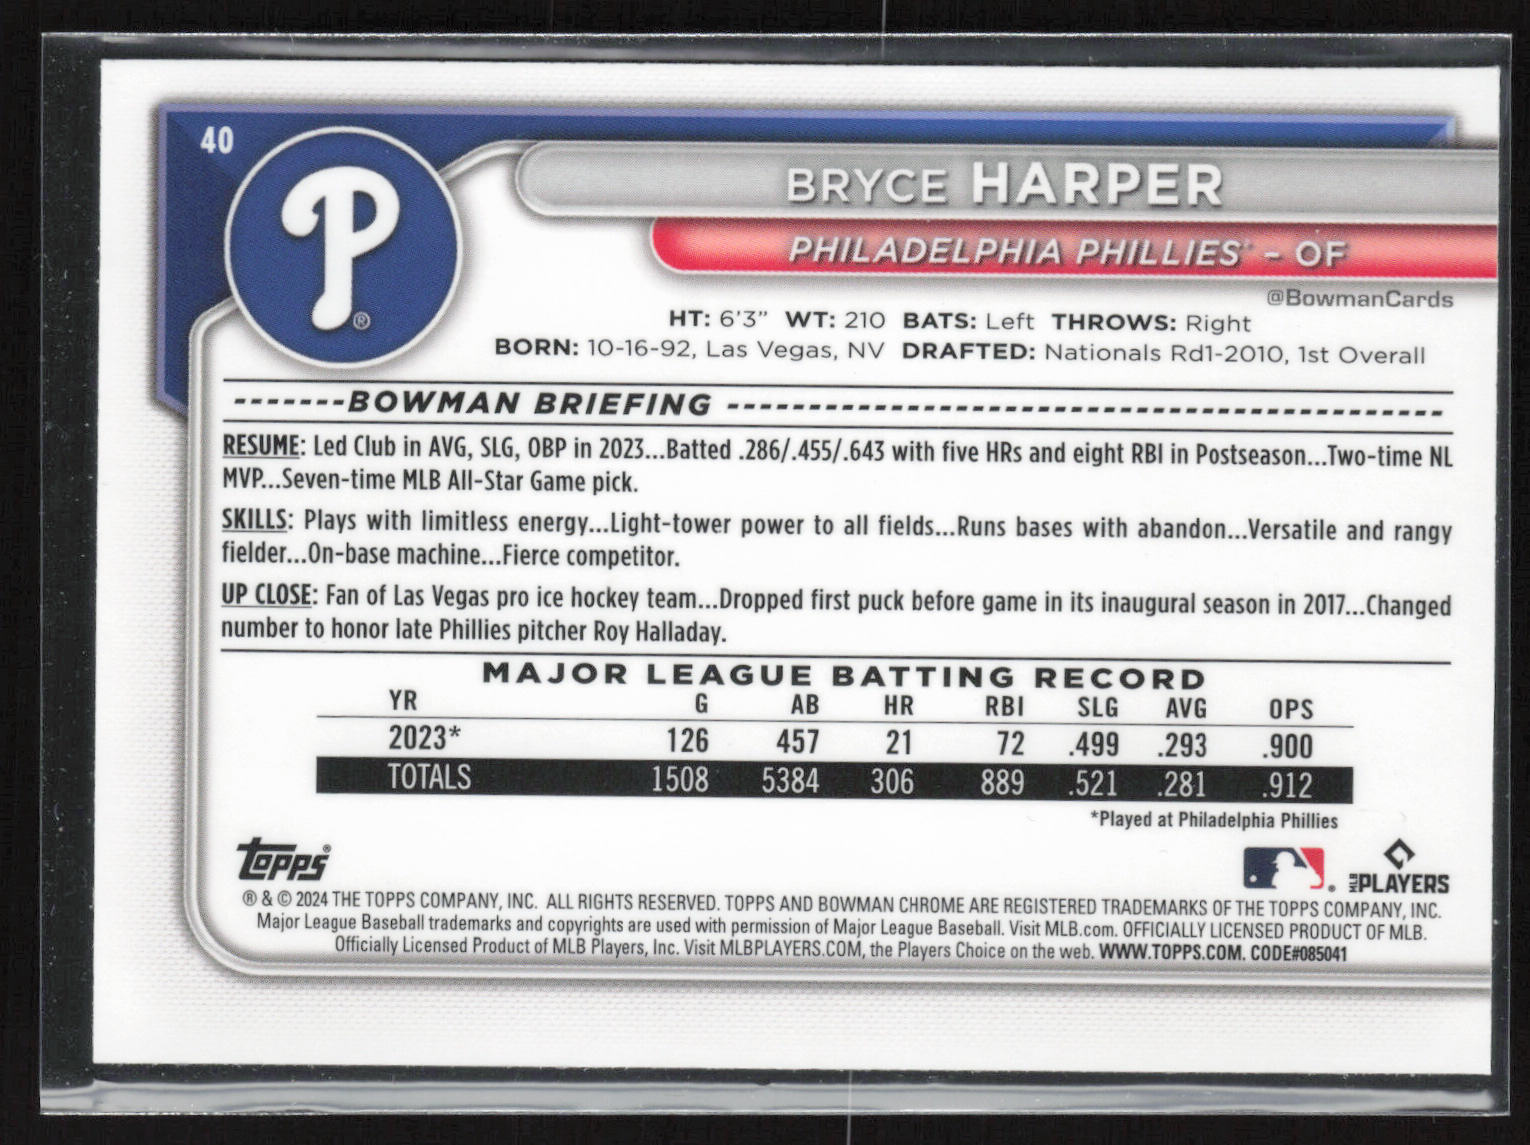 40
P®
BRYCE HARPER
PHILADELPHIA PHILLIES® - OF
@BowmanCards
HT: 6'3" WT: 210 BATS: Left THROWS: Right
BORN: 10-16-92, Las Vegas, NV DRAFTED: Nationals Rd1-2010, 1st Overall
-------BOWMAN BRIEFING -------------------------------------------
RESUME: Led Club in AVG, SLG, OBP in 2023...Batted .286/.455/.643 with five HRs and eight RBI in Postseason...Two-time NL
MVP...Seven-time MLB All-Star Game pick.
SKILLS: Plays with limitless energy...Light-tower power to all fields...Runs bases with abandon...Versatile and rangy
fielder...On-base machine...Fierce competitor.
UP CLOSE: Fan of Las Vegas pro ice hockey team...Dropped first puck before game in its inaugural season in 2017...Changed
number to honor late Phillies pitcher Roy Halladay.
MAJOR LEAGUE BATTING RECORD
YR G AB HR RBI SLG AVG OPS
2023* 126 457 21 72 .499 .293 .900
TOTALS 1508 5384 306 889 .521 .281 .912
*Played at Philadelphia Phillies
Topps®
MLB PLAYERS
® & © 2024 THE TOPPS COMPANY, INC. ALL RIGHTS RESERVED. TOPPS AND BOWMAN CHROME ARE REGISTERED TRADEMARKS OF THE TOPPS COMPANY, INC.
Major League Baseball trademarks and copyrights are used with permission of Major League Baseball. Visit MLB.com. OFFICIALLY LICENSED PRODUCT OF MLB.
Officially Licensed Product of MLB Players, Inc. Visit MLBPLAYERS.COM, the Players Choice on the web. WWW.TOPPS.COM. CODE#085041